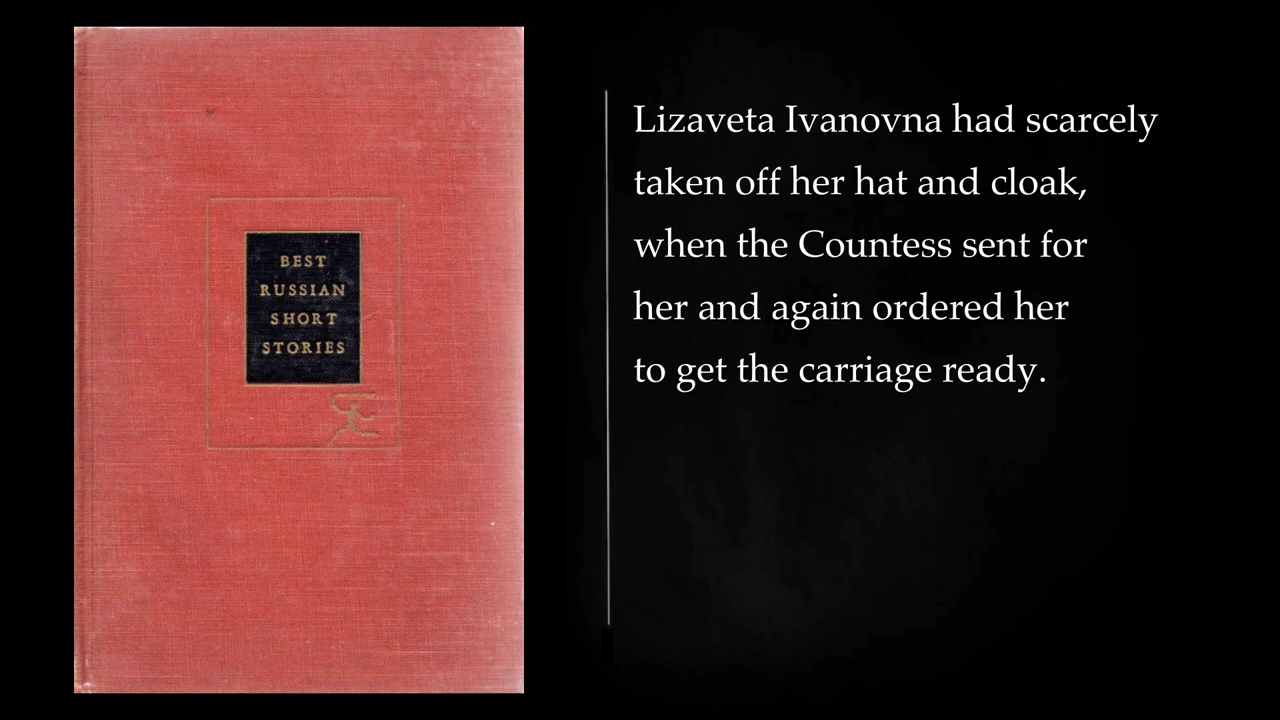 BEST
RUSSIAN
SHORT
STORIES
Lizaveta Ivanovna had scarcely
taken off her hat and cloak,
when the Countess sent for
her and again ordered her
to get the carriage ready.